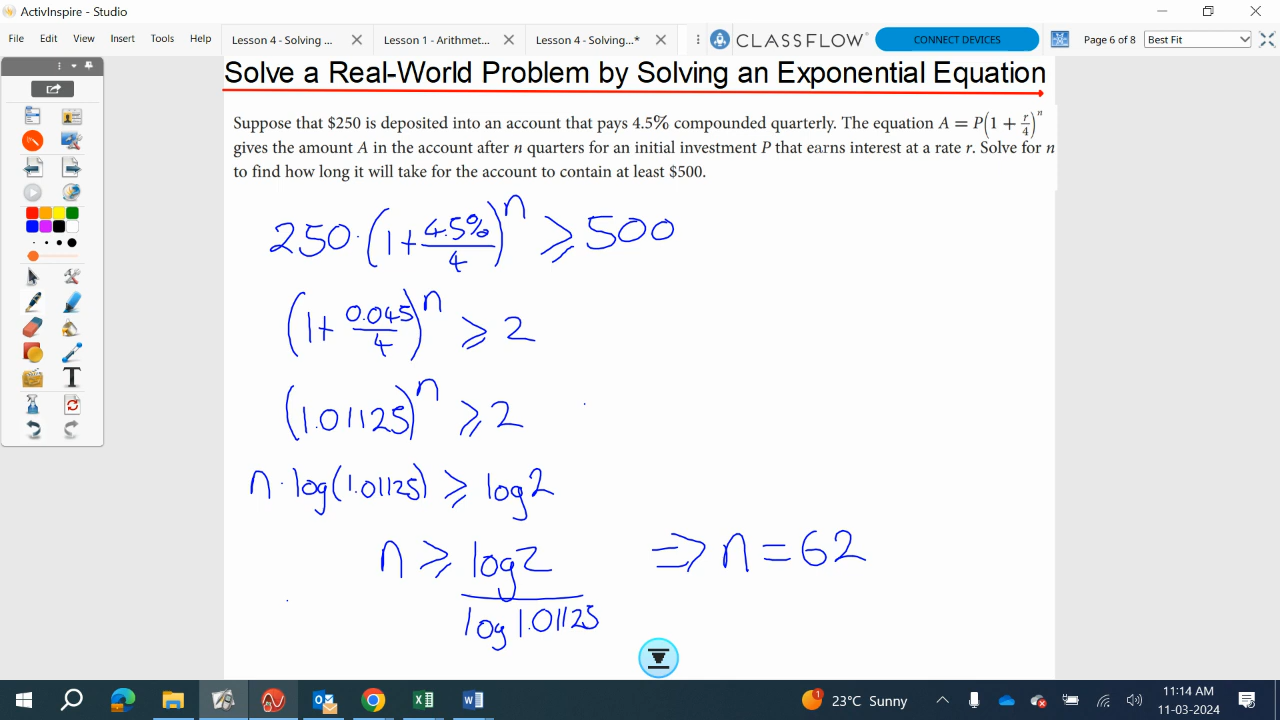 ActivInspire - Studio
File Edit View Insert Tools Help
Lesson 4 - Solving ... Lesson 1 - Arithmet... Lesson 4 - Solving...* CLASSFLOW CONNECT DEVICES Page 6 of 8 Best Fit
Solve a Real-World Problem by Solving an Exponential Equation
Suppose that $250 is deposited into an account that pays 4.5% compounded quarterly. The equation A = P(1 + r/4)^n
gives the amount A in the account after n quarters for an initial investment P that earns interest at a rate r. Solve for n
to find how long it will take for the account to contain at least $500.
250·(1+4.5%/4)^n ⩾ 500
(1+0.045/4)^n ⩾ 2
(1.01125)^n ⩾ 2
n·log(1.01125) ⩾ log2
n ⩾ log2/log1.01125 ⇒ n = 62
T
1
23°C Sunny
11:14 AM
11-03-2024